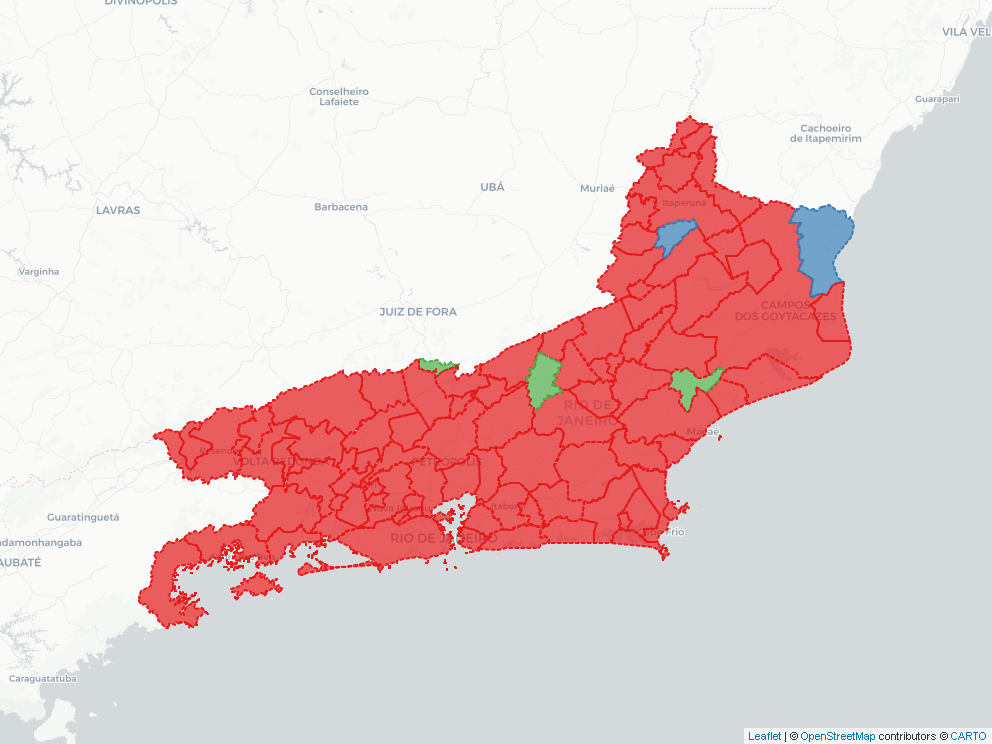 DIVINÓPOLIS
VILA VEL
Conselheiro
Lafaiete
Guarapari
Cachoeiro
de Itapemirim
UBÁ
Muriaé
LAVRAS
Barbacena
Itaperuna
Varginha
JUIZ DE FORA
CAMPOS
DOS GOYTACAZES
RIO DE
JANEIRO
Macaé
Resende
VOLTA REDONDA
PETRÓPOLIS
Nova Iguaçu
Itaboraí
Guaratinguetá
RIO DE JANEIRO
Cabo Frio
ndamonhangaba
AUBATÉ
Caraguatatuba
Leaflet | © OpenStreetMap contributors © CARTO